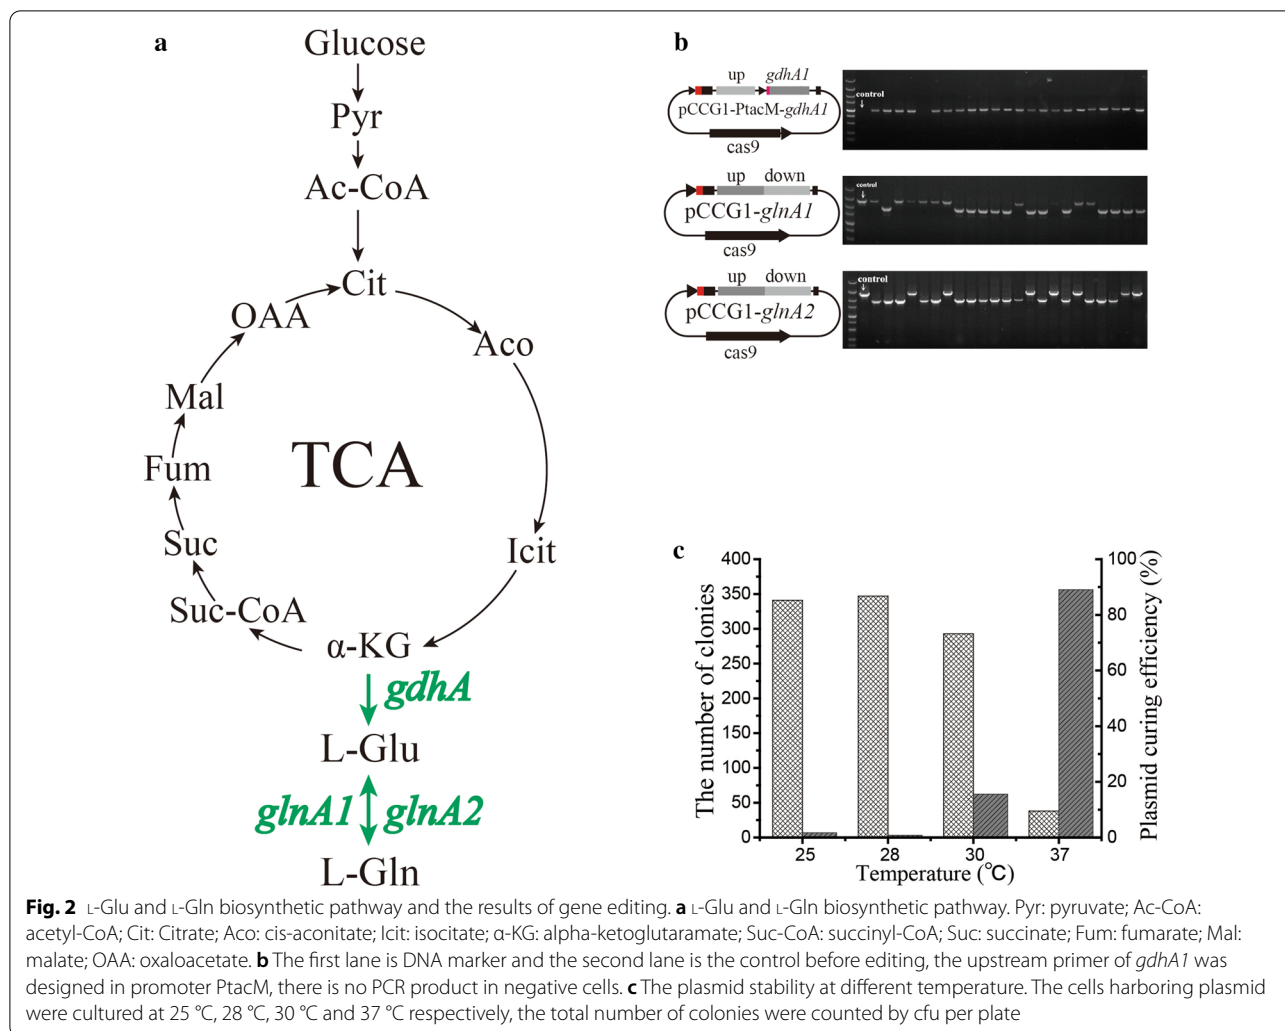 a
Glucose
Pyr
Ac-CoA
Cit
OAA
Aco
Mal
TCA
Fum
Suc
Icit
Suc-CoA
α-KG
gdhA
L-Glu
glnA1 glnA2
L-Gln
b
up gdhA1
pCCG1-PtacM-gdhA1
cas9
control
up down
pCCG1-glnA1
cas9
control
up down
pCCG1-glnA2
cas9
control
c
The number of clonies
400
350
300
250
200
150
100
50
0
100
80
60
40
20
0
Plasmid curing efficiency (%)
25 28 30 37
Temperature (℃)
Fig. 2 L-Glu and L-Gln biosynthetic pathway and the results of gene editing. a L-Glu and L-Gln biosynthetic pathway. Pyr: pyruvate; Ac-CoA:
acetyl-CoA; Cit: Citrate; Aco: cis-aconitate; Icit: isocitate; α-KG: alpha-ketoglutaramate; Suc-CoA: succinyl-CoA; Suc: succinate; Fum: fumarate; Mal:
malate; OAA: oxaloacetate. b The first lane is DNA marker and the second lane is the control before editing, the upstream primer of gdhA1 was
designed in promoter PtacM, there is no PCR product in negative cells. c The plasmid stability at different temperature. The cells harboring plasmid
were cultured at 25 °C, 28 °C, 30 °C and 37 °C respectively, the total number of colonies were counted by cfu per plate